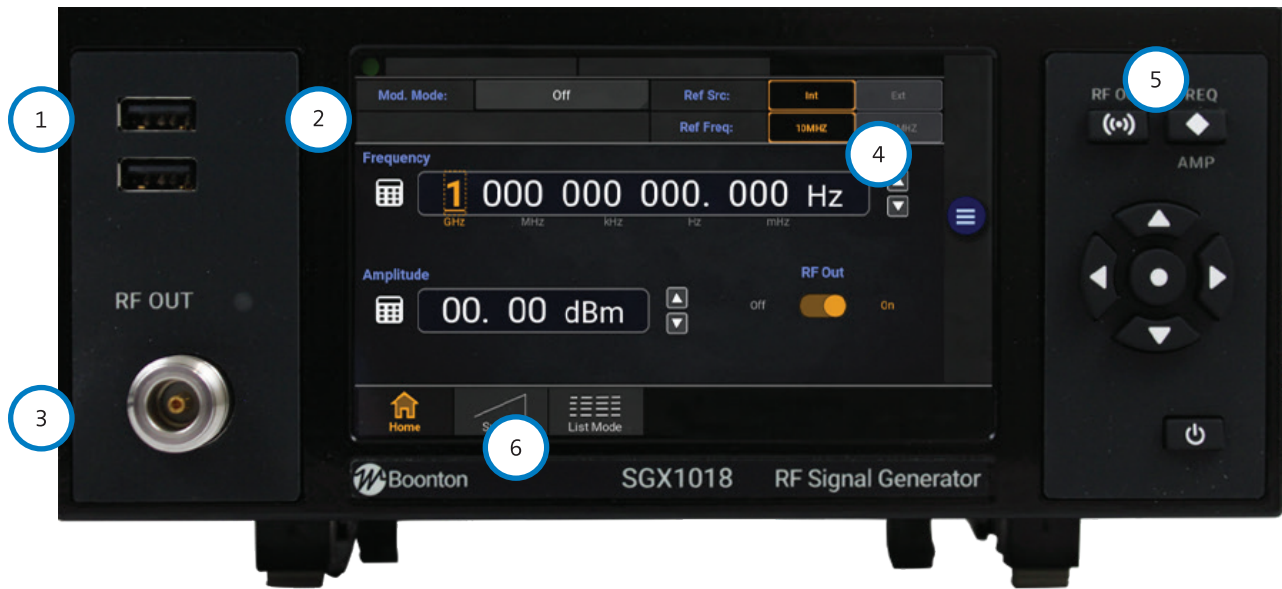 1
2
3
4
5
6
RF OUT
Mod. Mode: Off Ref Src: Int Ext
Ref Freq: 10MHZ
Frequency
1 000 000 000. 000 Hz
GHz MHz kHz Hz mHz
Amplitude
00. 00 dBm
RF Out
Off On
Home List Mode
Boonton SGX1018 RF Signal Generator
RF
AMP